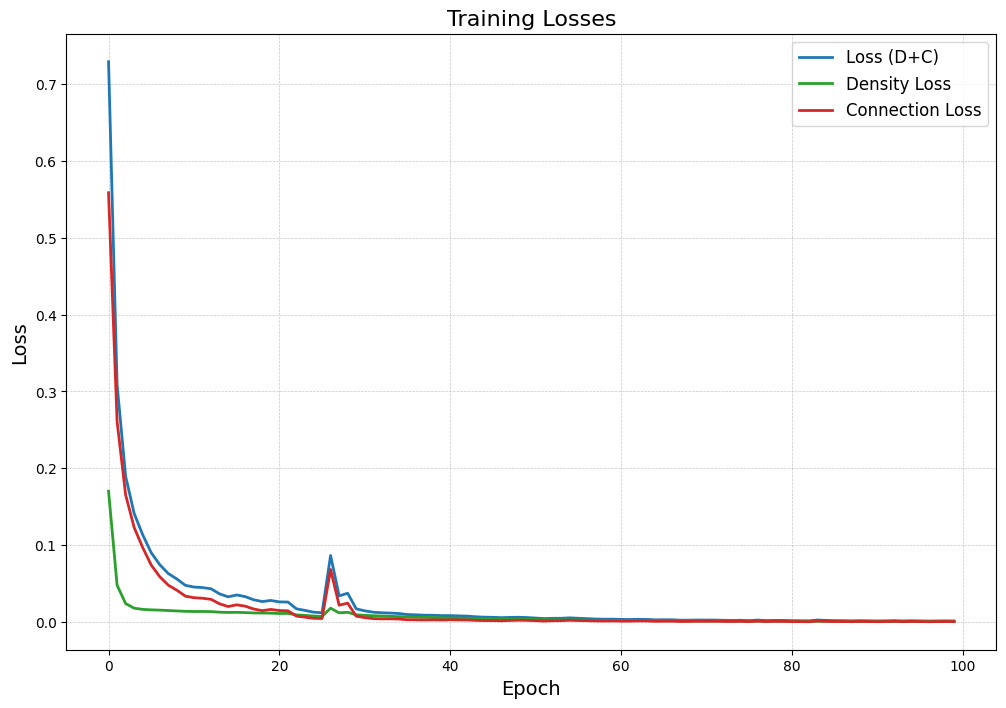 Training Losses
Loss (D+C)
Density Loss
Connection Loss
Loss
0.7
0.6
0.5
0.4
0.3
0.2
0.1
0.0
0 20 40 60 80 100
Epoch